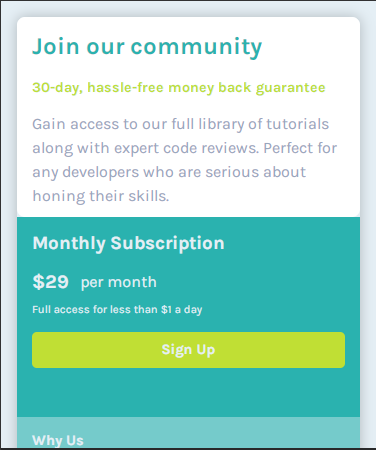 Join our community
30-day, hassle-free money back guarantee
Gain access to our full library of tutorials
along with expert code reviews. Perfect for
any developers who are serious about
honing their skills.
Monthly Subscription
$29 per month
Full access for less than $1 a day
Sign Up
Why Us